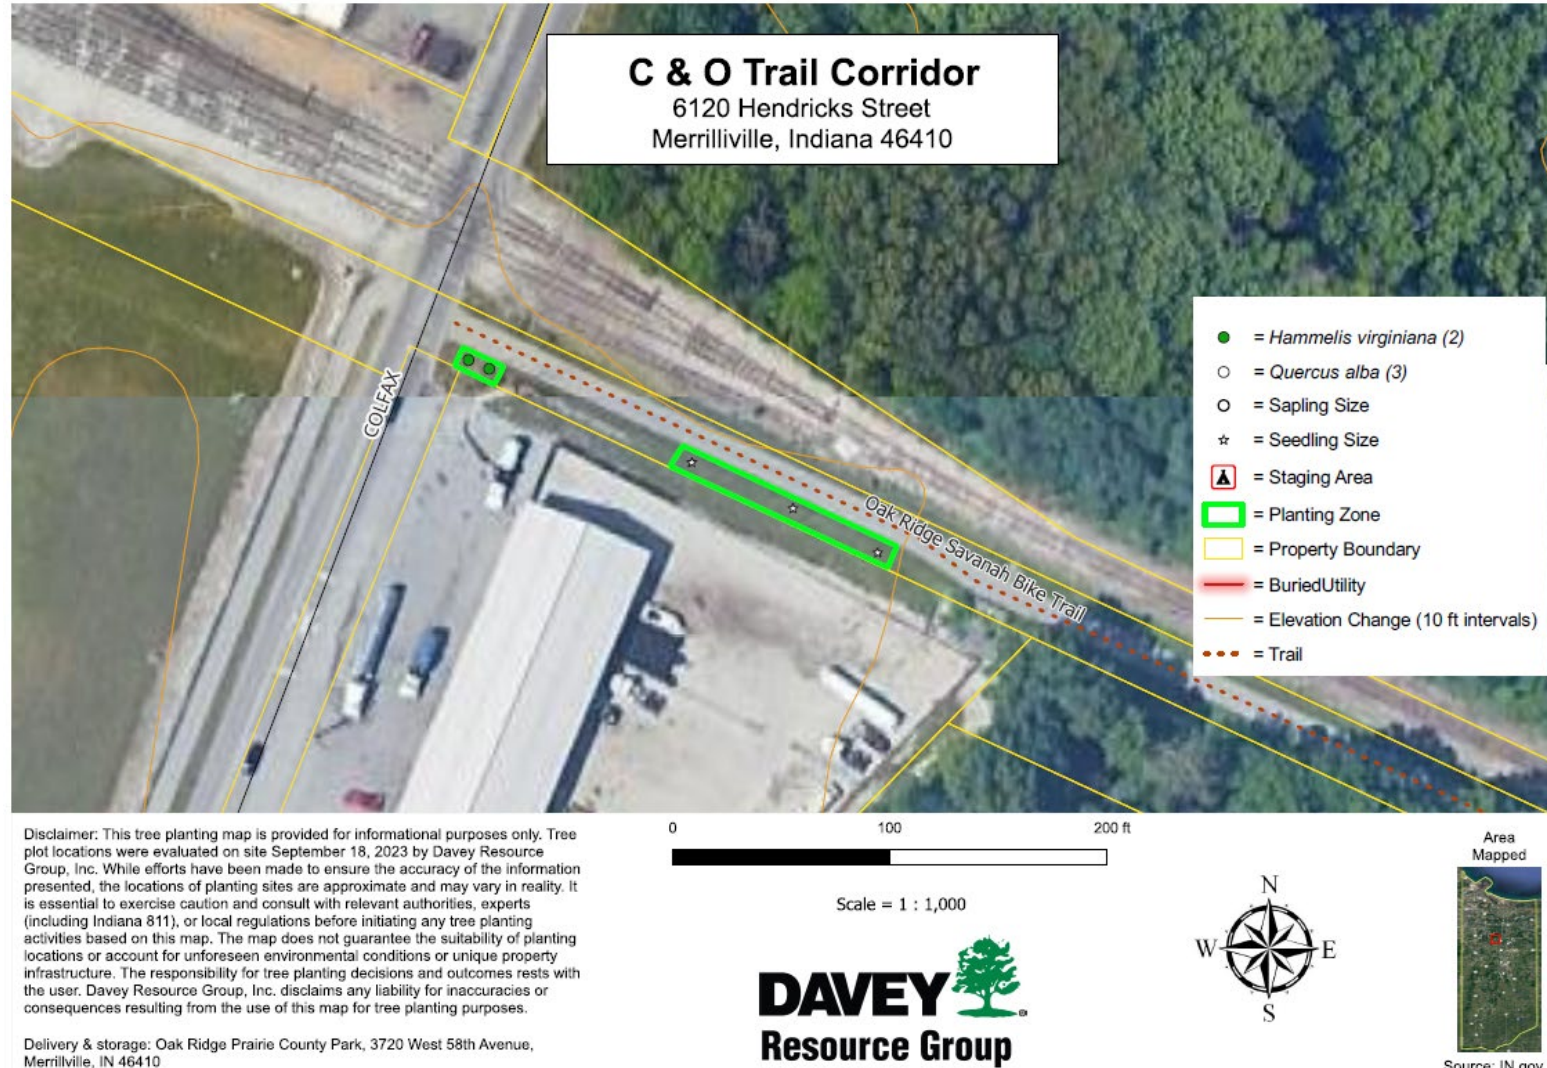 C & O Trail Corridor
6120 Hendricks Street
Merrilliville, Indiana 46410
COLFAX
Oak Ridge Savanah Bike Trail
= Hammelis virginiana (2)
= Quercus alba (3)
= Sapling Size
= Seedling Size
= Staging Area
= Planting Zone
= Property Boundary
= BuriedUtility
= Elevation Change (10 ft intervals)
= Trail
Disclaimer: This tree planting map is provided for informational purposes only. Tree
plot locations were evaluated on site September 18, 2023 by Davey Resource
Group, Inc. While efforts have been made to ensure the accuracy of the information
presented, the locations of planting sites are approximate and may vary in reality. It
is essential to exercise caution and consult with relevant authorities, experts
(including Indiana 811), or local regulations before initiating any tree planting
activities based on this map. The map does not guarantee the suitability of planting
locations or account for unforeseen environmental conditions or unique property
infrastructure. The responsibility for tree planting decisions and outcomes rests with
the user. Davey Resource Group, Inc. disclaims any liability for inaccuracies or
consequences resulting from the use of this map for tree planting purposes.
Delivery & storage: Oak Ridge Prairie County Park, 3720 West 58th Avenue,
Merrillville, IN 46410
0 100 200 ft
Scale = 1 : 1,000
DAVEY
Resource Group
N
W E
S
Area
Mapped
Source: IN.gov